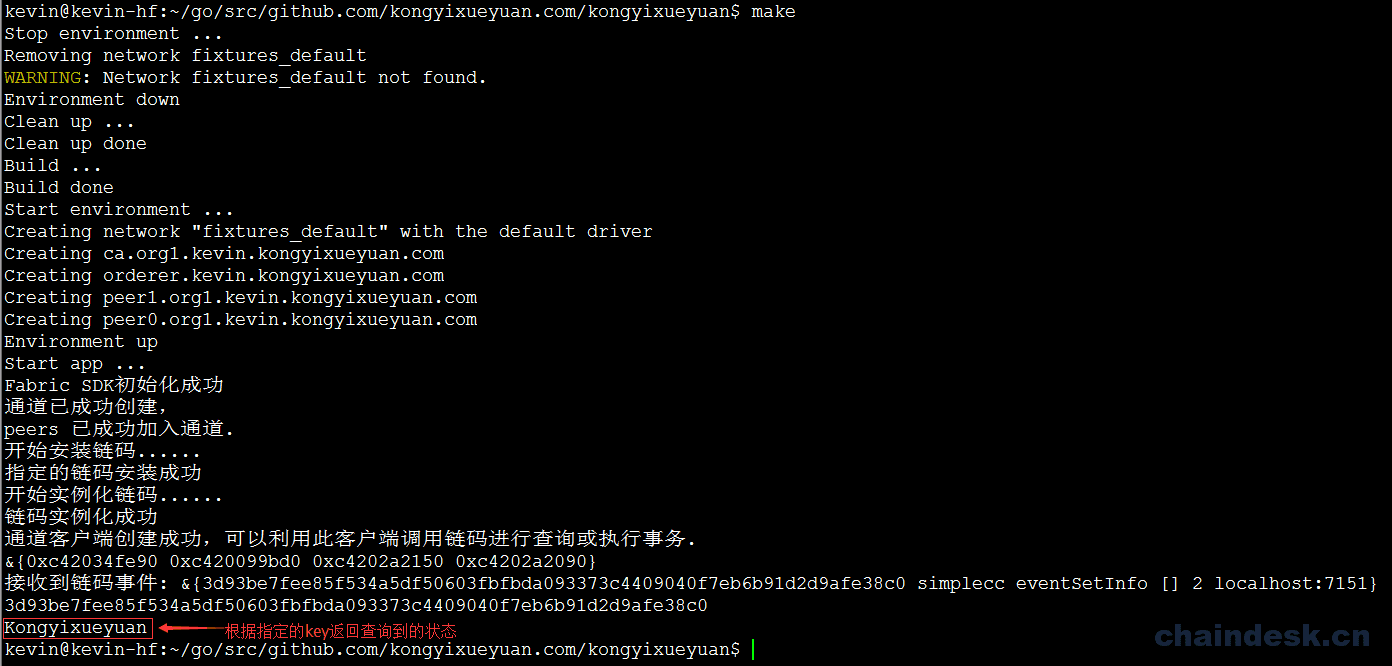 kevin@kevin-hf:~/go/src/github.com/kongyixueyuan.com/kongyixueyuan$ make
Stop environment ...
Removing network fixtures_default
WARNING: Network fixtures_default not found.
Environment down
Clean up ...
Clean up done
Build ...
Build done
Start environment ...
Creating network "fixtures_default" with the default driver
Creating ca.org1.kevin.kongyixueyuan.com
Creating orderer.kevin.kongyixueyuan.com
Creating peer1.org1.kevin.kongyixueyuan.com
Creating peer0.org1.kevin.kongyixueyuan.com
Environment up
Start app ...
Fabric SDK初始化成功
通道已成功创建，
peers 已成功加入通道.
开始安装链码......
指定的链码安装成功
开始实例化链码......
链码实例化成功
通道客户端创建成功，可以利用此客户端调用链码进行查询或执行事务.
&{0xc42034fe90 0xc420099bd0 0xc4202a2150 0xc4202a2090}
接收到链码事件: &{3d93be7fee85f534a5df50603fbfbda093373c4409040f7eb6b91d2d9afe38c0 simplecc eventSetInfo [] 2 localhost:7151}
3d93be7fee85f534a5df50603fbfbda093373c4409040f7eb6b91d2d9afe38c0
Kongyixueyuan 根据指定的key返回查询到的状态
kevin@kevin-hf:~/go/src/github.com/kongyixueyuan.com/kongyixueyuan$
chaindesk.cn